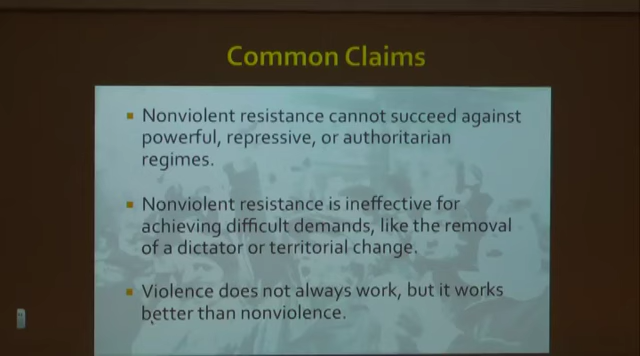 Common Claims
Nonviolent resistance cannot succeed against
powerful, repressive, or authoritarian
regimes.
Nonviolent resistance is ineffective for
achieving difficult demands, like the removal
of a dictator or territorial change.
Violence does not always work, but it works
better than nonviolence.